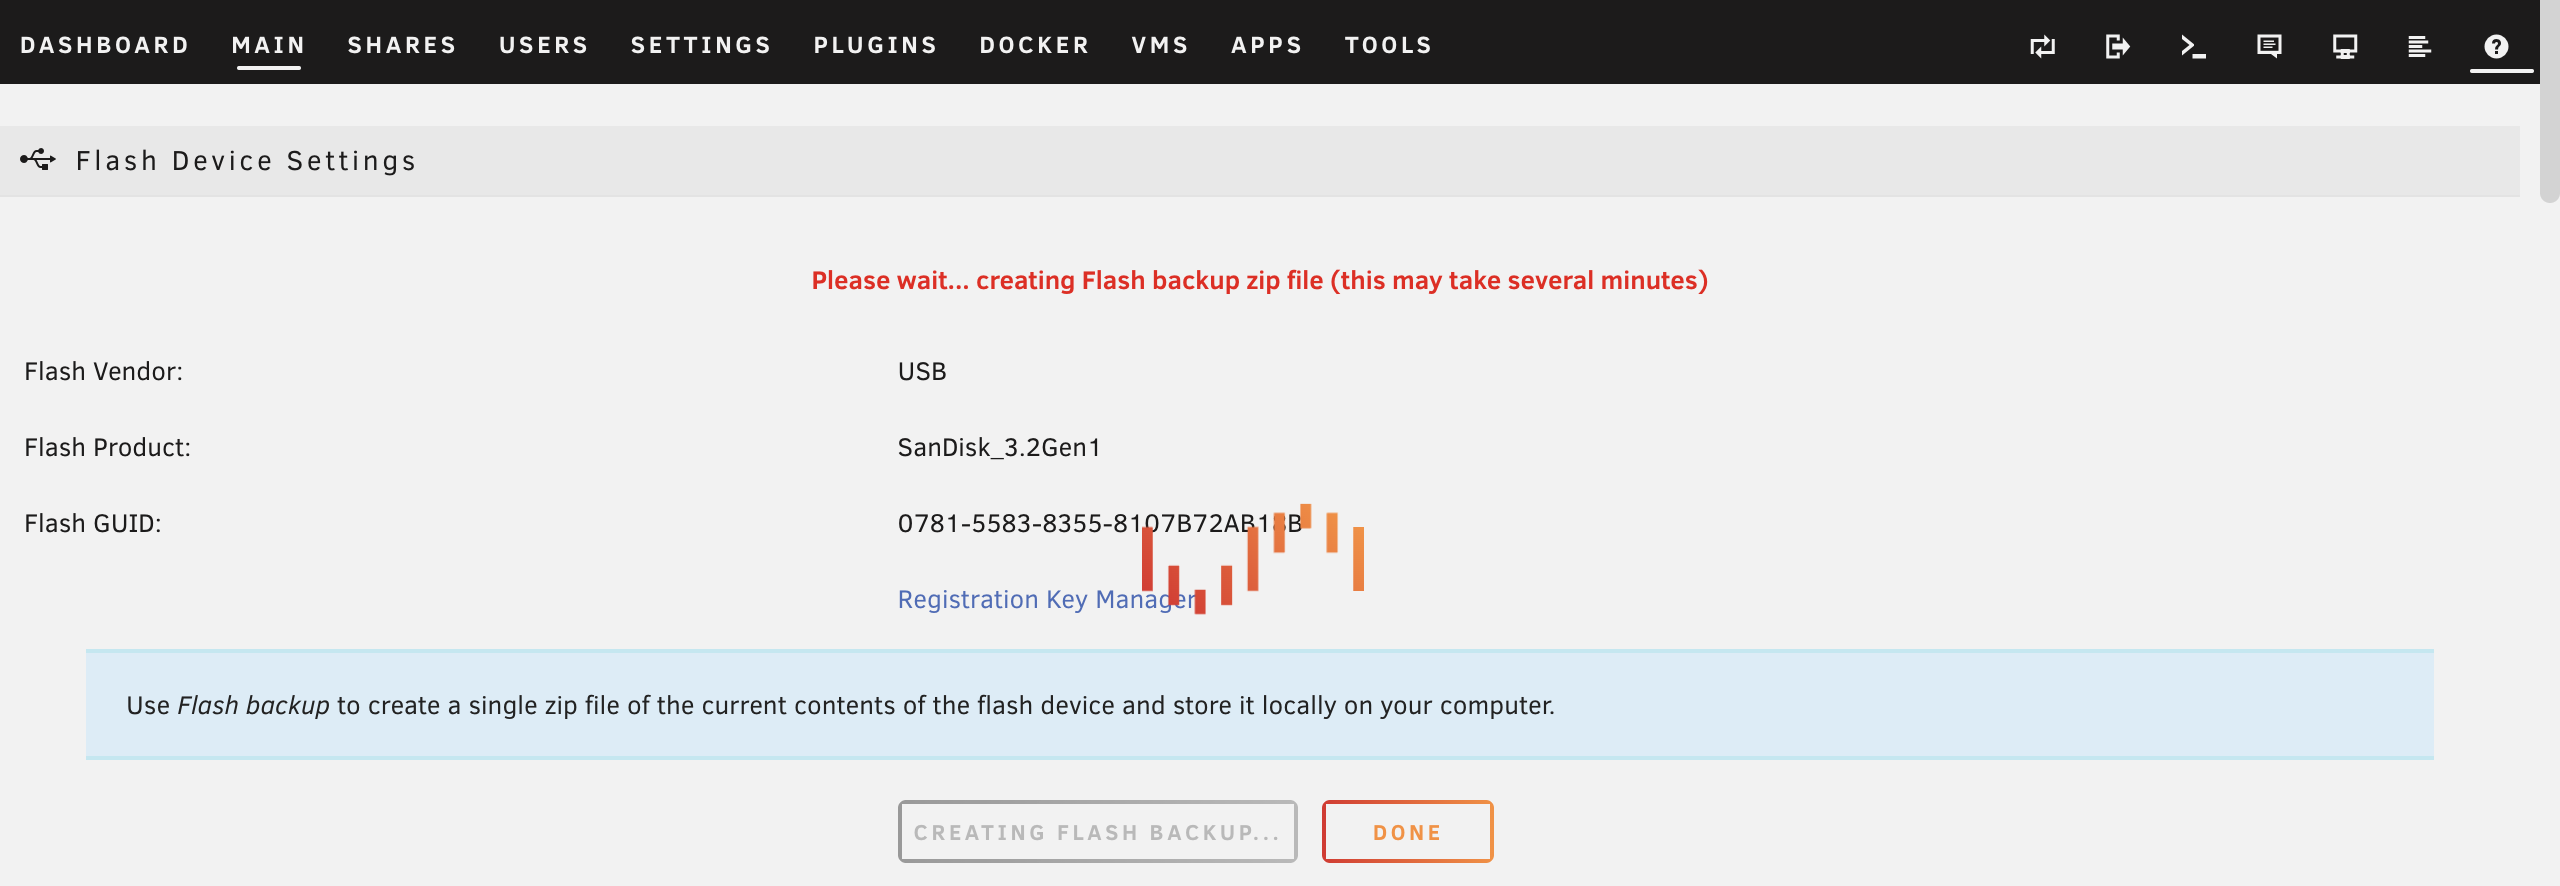 DASHBOARD MAIN SHARES USERS SETTINGS PLUGINS DOCKER VMS APPS TOOLS
Flash Device Settings
Please wait... creating Flash backup zip file (this may take several minutes)
Flash Vendor: USB
Flash Product: SanDisk_3.2Gen1
Flash GUID: 0781-5583-8355-8107B72AB18B
Registration Key Manager
Use Flash backup to create a single zip file of the current contents of the flash device and store it locally on your computer.
CREATING FLASH BACKUP... DONE